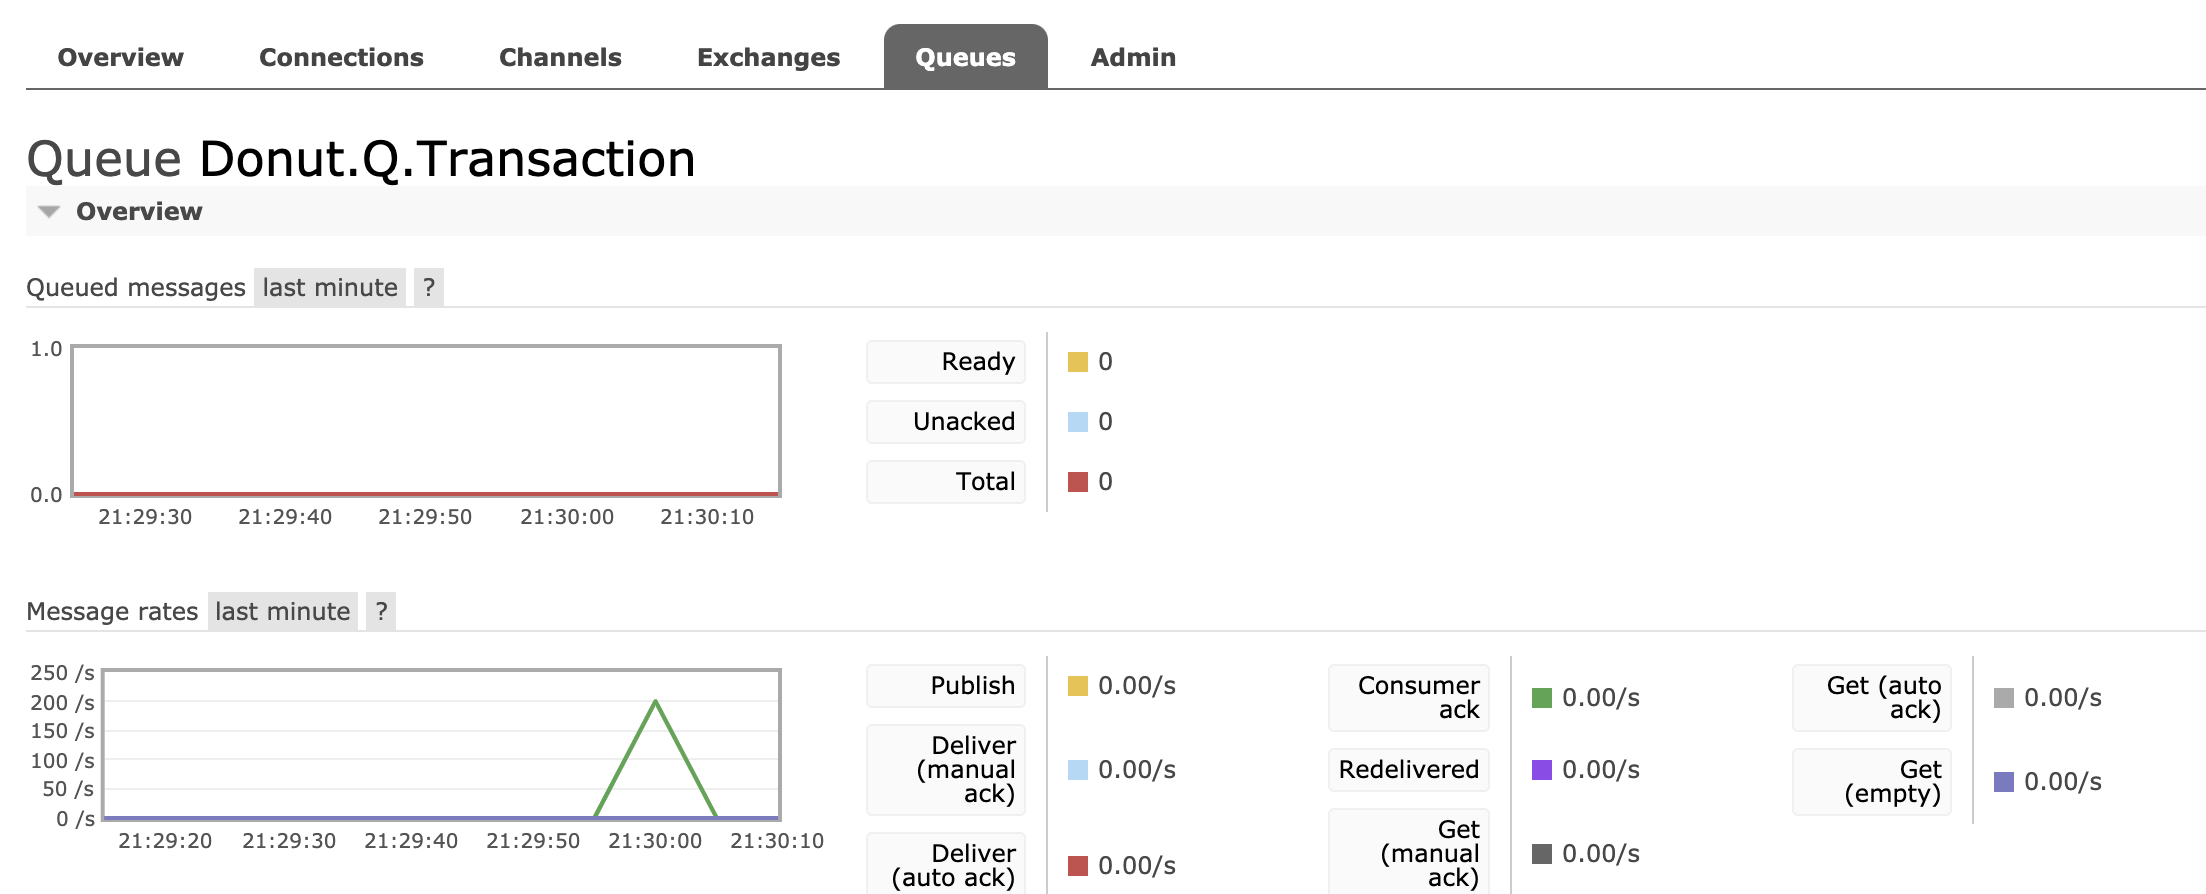 Overview Connections Channels Exchanges Queues Admin
Queue Donut.Q.Transaction
Overview
Queued messages last minute ?
1.0
0.0
21:29:30 21:29:40 21:29:50 21:30:00 21:30:10
Ready 0
Unacked 0
Total 0
Message rates last minute ?
250 /s
200 /s
150 /s
100 /s
50 /s
0 /s
21:29:20 21:29:30 21:29:40 21:29:50 21:30:00 21:30:10
Publish 0.00/s
Deliver
(manual
ack) 0.00/s
Deliver
(auto ack) 0.00/s
Consumer
ack 0.00/s
Redelivered 0.00/s
Get
(manual
ack) 0.00/s
Get (auto
ack) 0.00/s
Get
(empty) 0.00/s